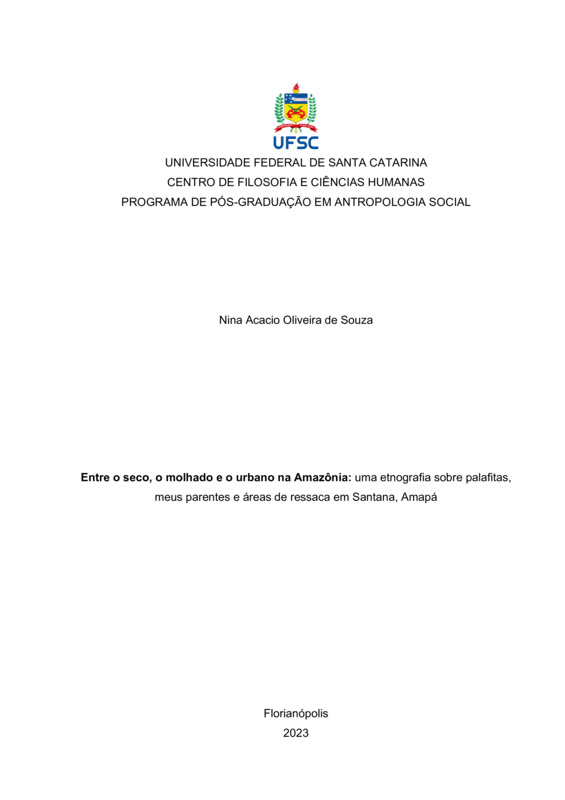 UFSC
UNIVERSIDADE FEDERAL DE SANTA CATARINA
CENTRO DE FILOSOFIA E CIÊNCIAS HUMANAS
PROGRAMA DE PÓS-GRADUAÇÃO EM ANTROPOLOGIA SOCIAL
Nina Acacio Oliveira de Souza
Entre o seco, o molhado e o urbano na Amazônia: uma etnografia sobre palafitas,
meus parentes e áreas de ressaca em Santana, Amapá
Florianópolis
2023